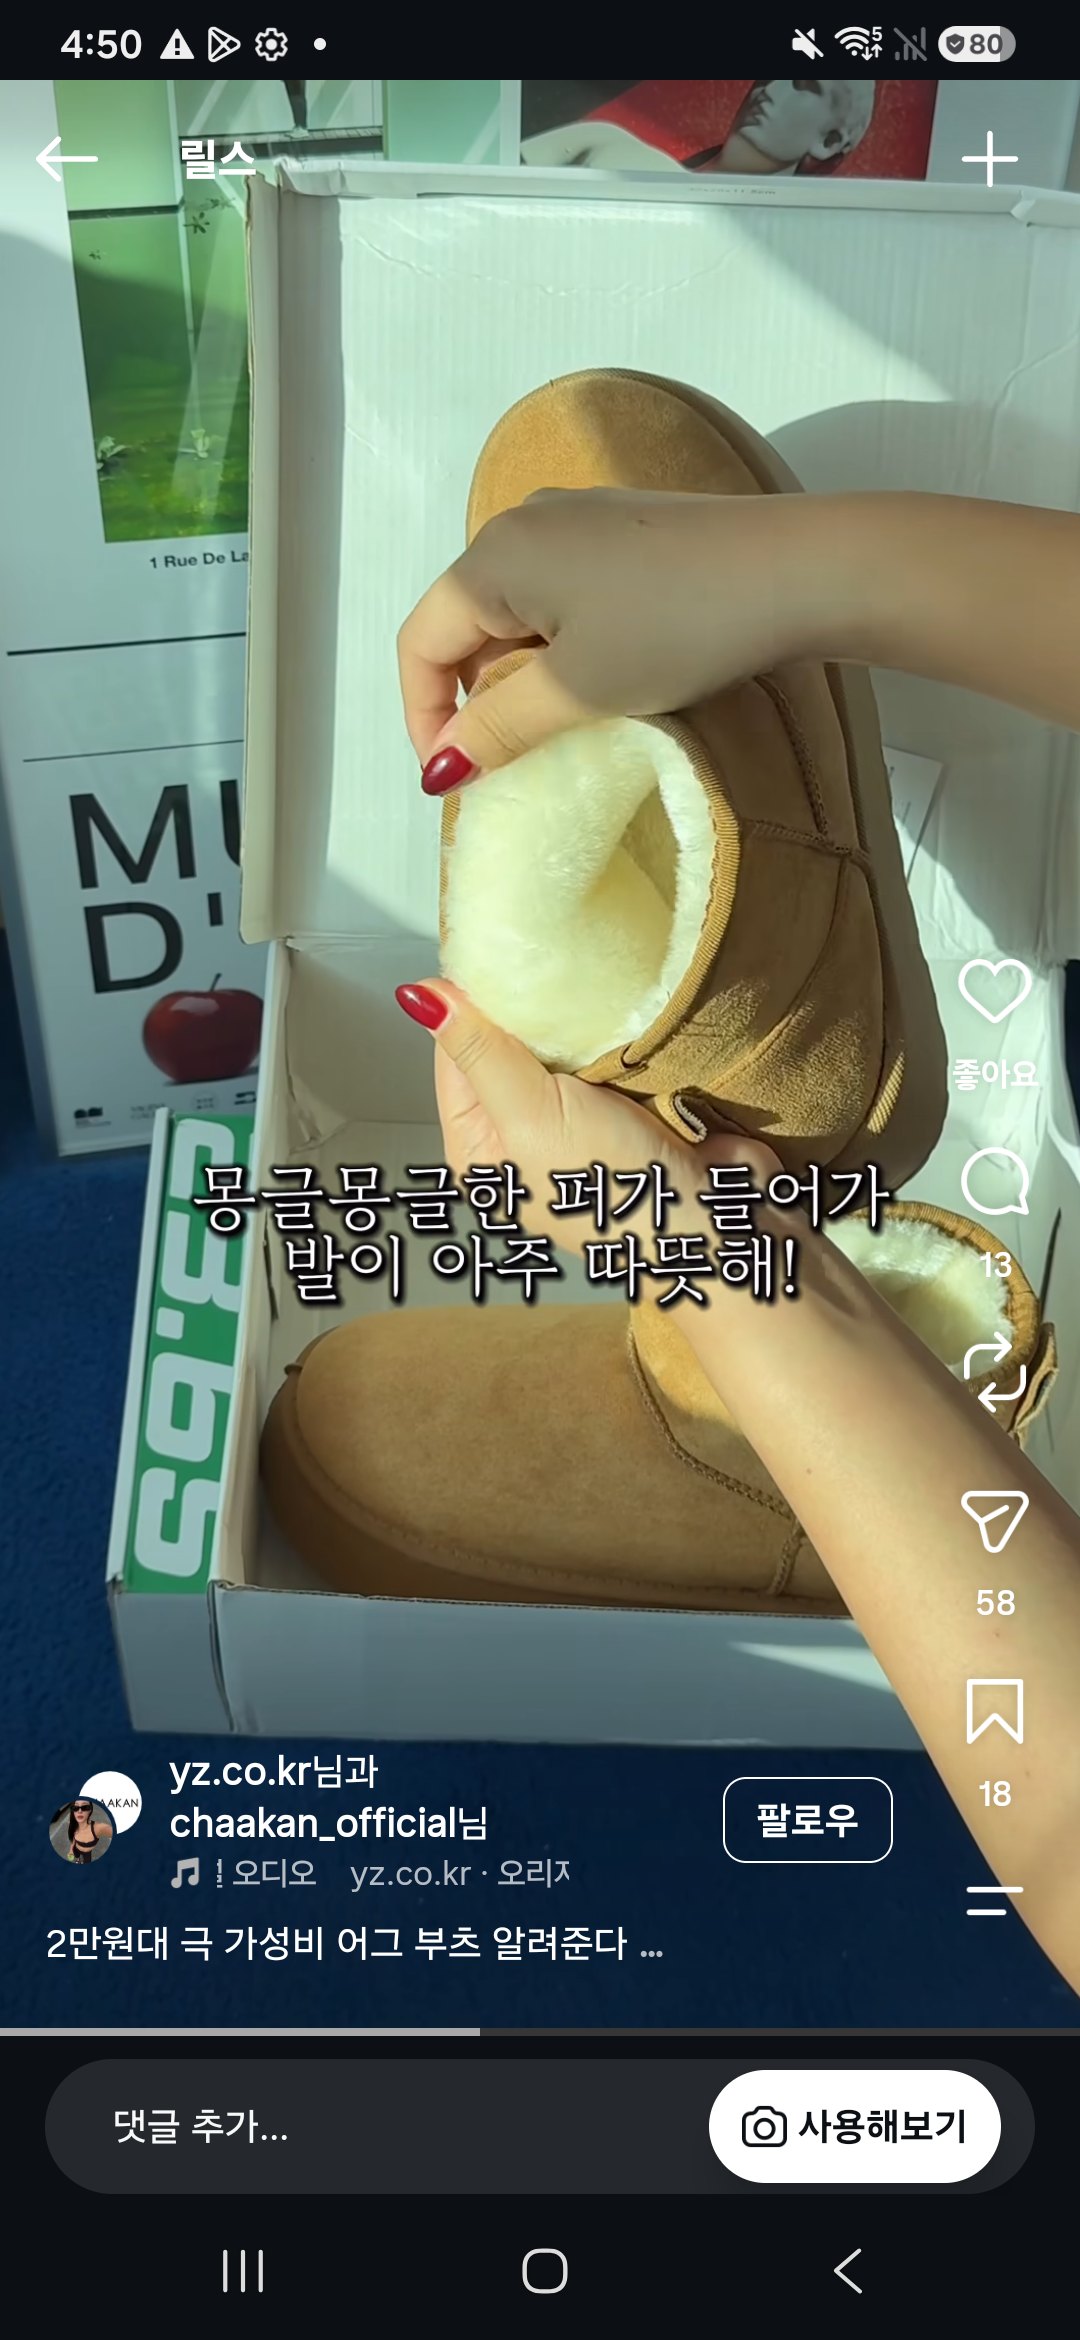 4:50
5
80
릴스
1 Rue De La
MU
D'
좋아요
몽글몽글한 퍼가 들어가
발이 아주 따뜻해!
13
58
18
yz.co.kr님과
chaakan_official님
AAKAN
오디오 yz.co.kr · 오리지
팔로우
2만원대 극 가성비 어그 부츠 알려준다 ...
댓글 추가...
사용해보기